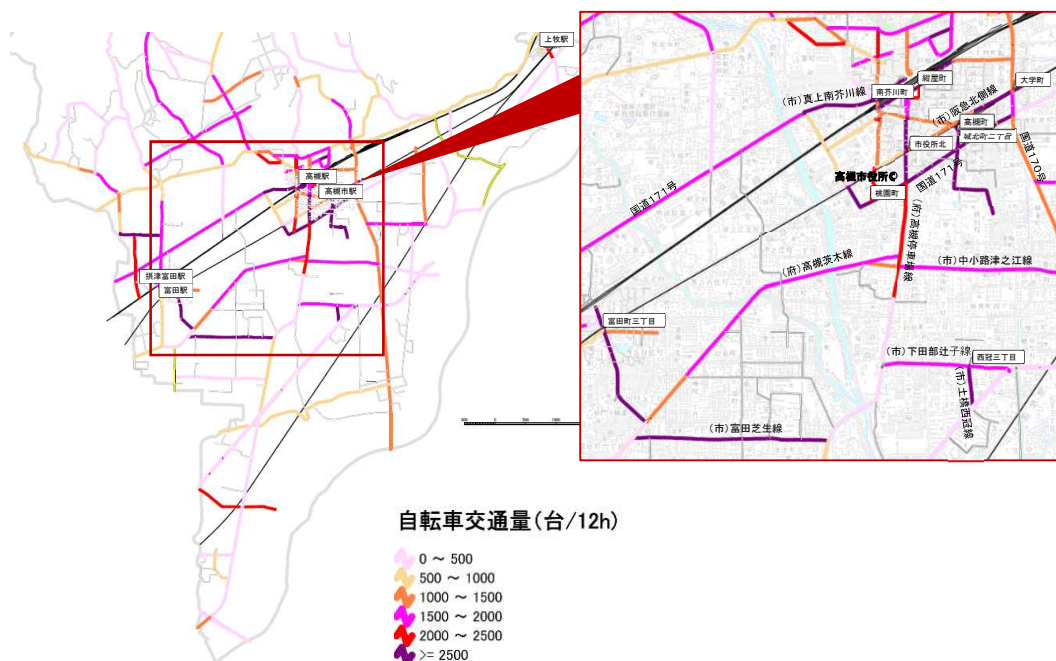 上牧駅
高槻駅
高槻市駅
摂津富田駅
富田駅
紺屋町
大学町
南芥川町
(市)真上南芥川線
(市)阪急北側線
高槻町
城北町二丁目
市役所北
国道170号
高槻市役所◎
国道171号
桃園町
国道171号
(府)高槻停車場線
(府)高槻茨木線
(市)中小路津之江線
富田町三丁目
(市)下田部辻子線
西冠三丁目
(市)土橋西冠線
(市)富田芝生線
500 0 500 1000
自転車交通量(台/12h)
0 ~ 500
500 ~ 1000
1000 ~ 1500
1500 ~ 2000
2000 ~ 2500
>= 2500